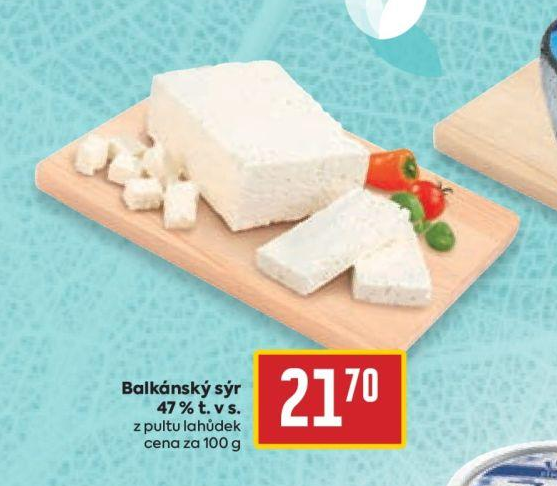 Balkánský sýr
47 % t. v s.
z pultu lahůdek
cena za 100 g
21 70